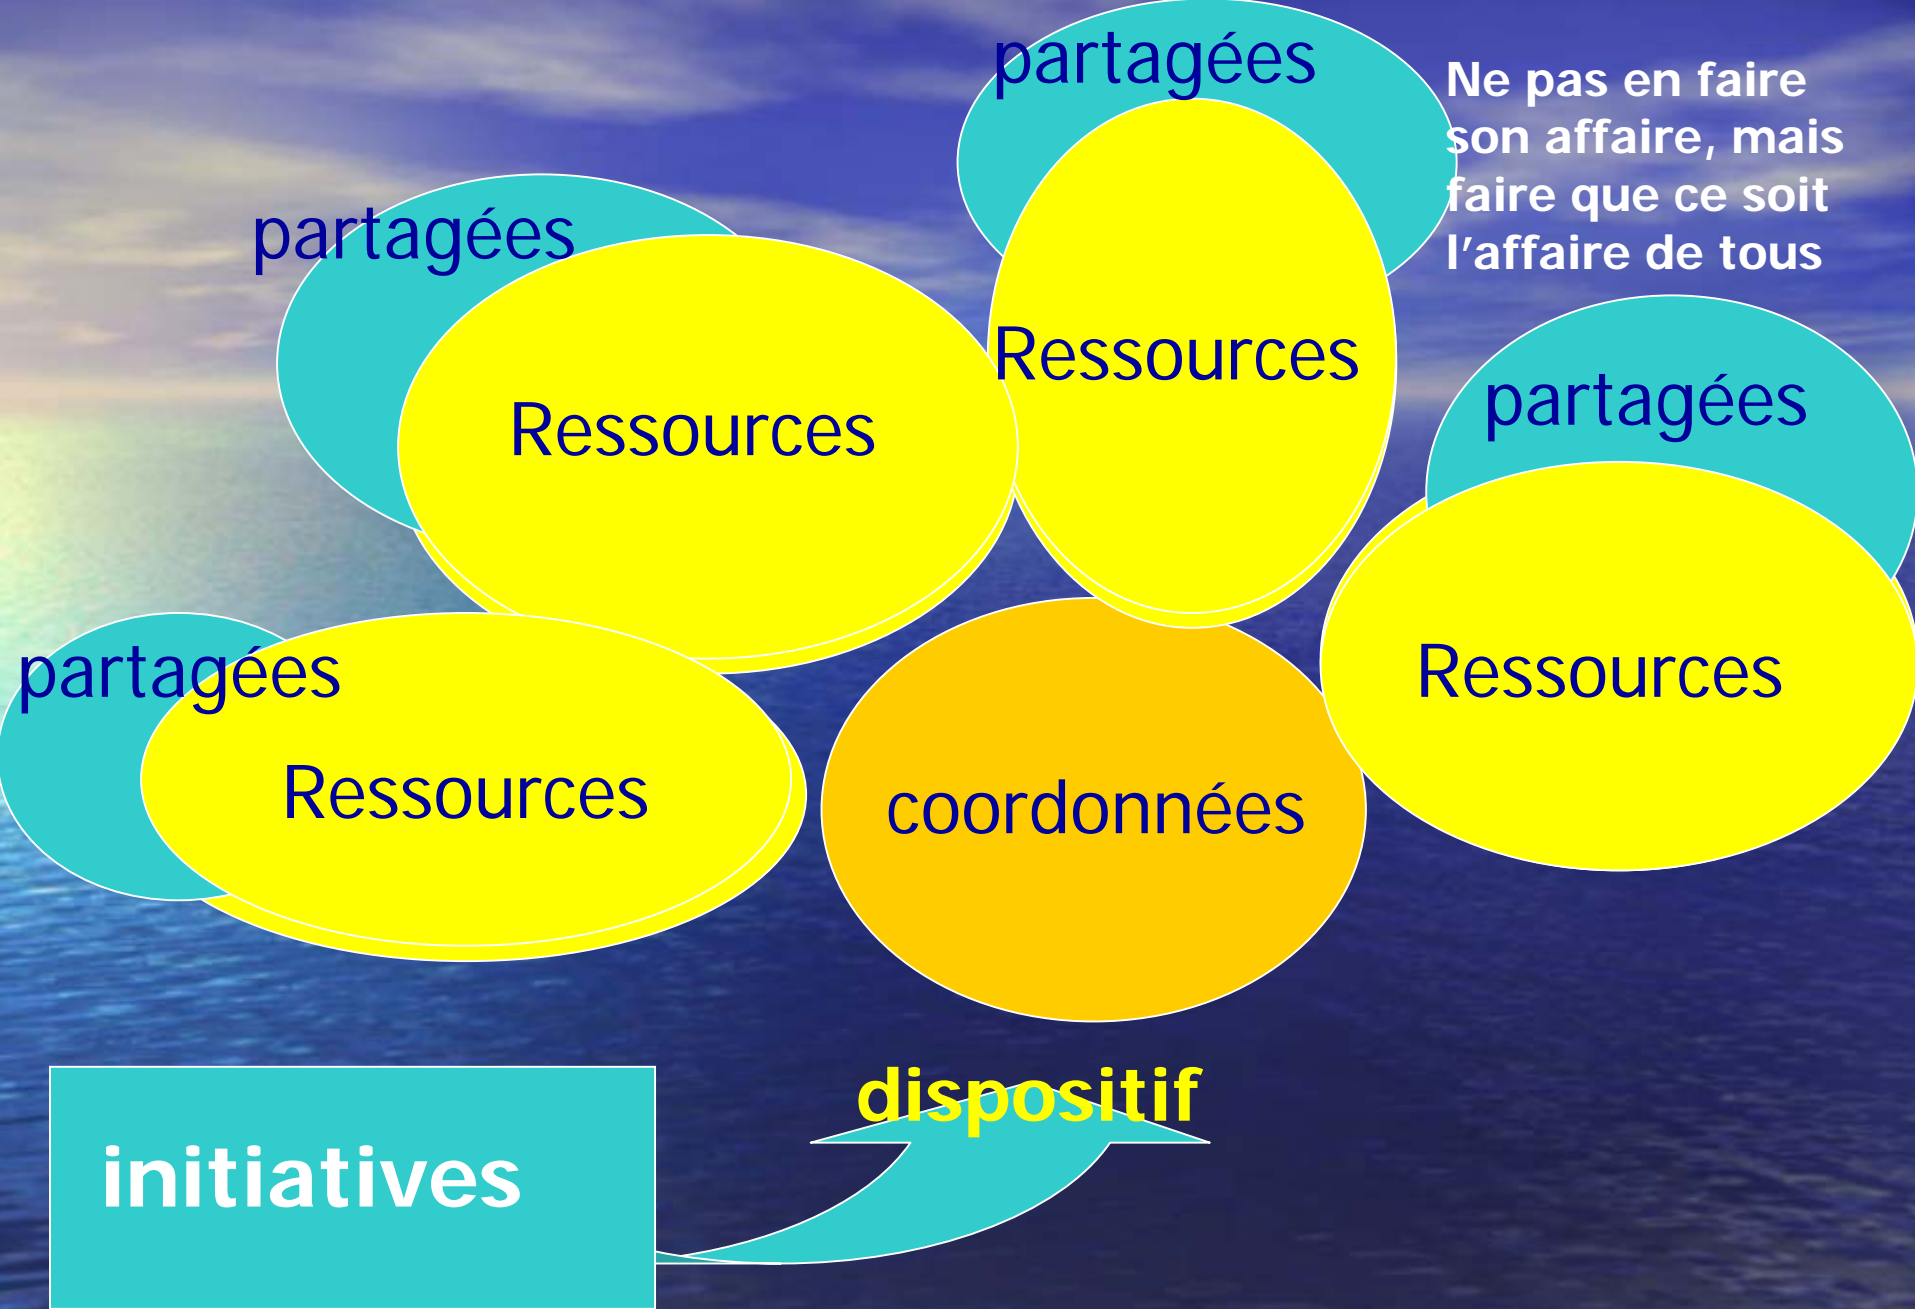 partagées
Ne pas en faire
son affaire, mais
faire que ce soit
l’affaire de tous
partagées
Ressources
partagées
Ressources
partagées
Ressources
Ressources
coordonnées
dispositif
initiatives